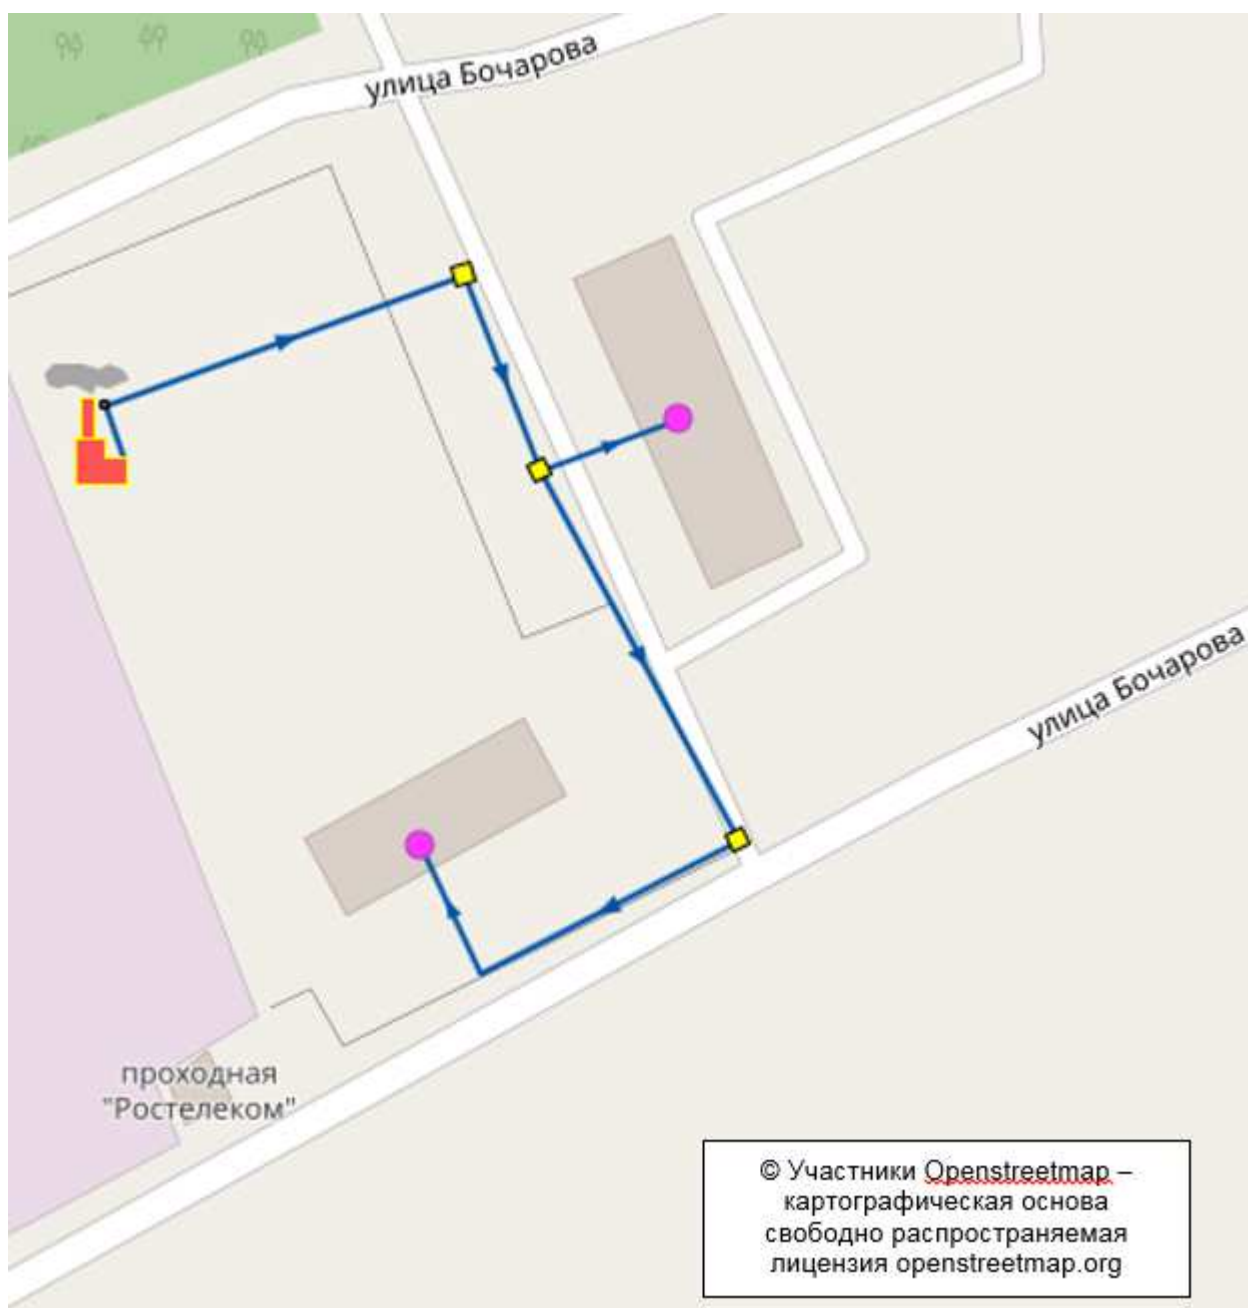 улица Бочарова
улица Бочарова
проходная
"Ростелеком"
© Участники Openstreetmap –
картографическая основа
свободно распространяемая
лицензия openstreetmap.org